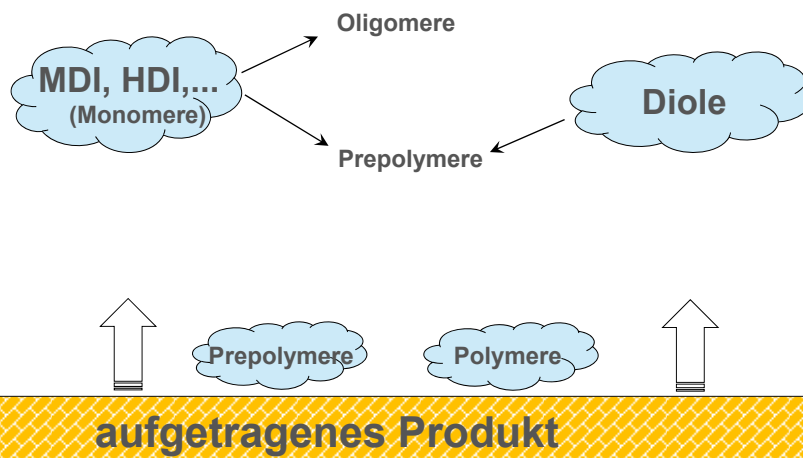 Oligomere
MDI, HDI,...
(Monomere)
Diole
Prepolymere
Prepolymere
Polymere
aufgetragenes Produkt